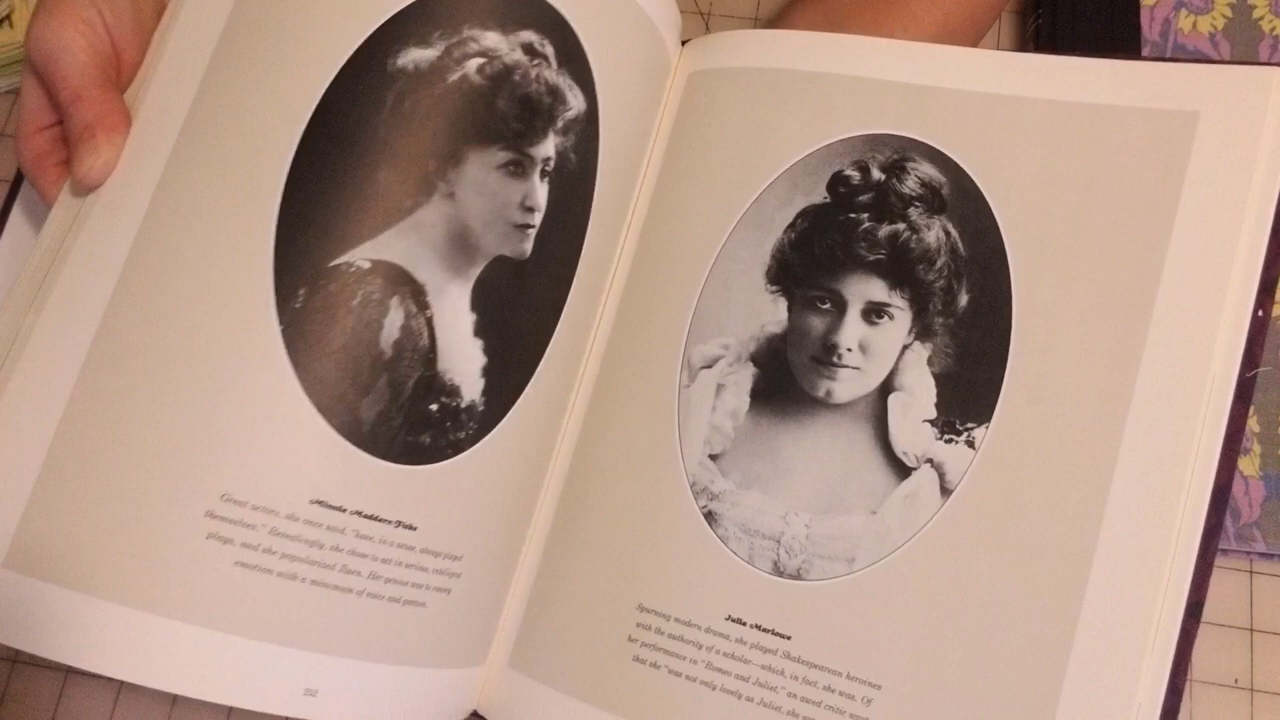 Minnie Maddern Fiske
Great actors, she once said, "have, in a sense, always played
themselves." Exactingly, she chose to act in serious, intelligent
plays, and she popularized Ibsen. Her genius was to convey
emotion with a minimum of voice and gesture.
252
Julia Marlowe
Spurning modern drama, she played Shakespearean heroines
with the authority of a scholar—which, in fact, she was. Of
her performance in "Romeo and Juliet," an awed critic
that she "was not only lovely as Juliet, she